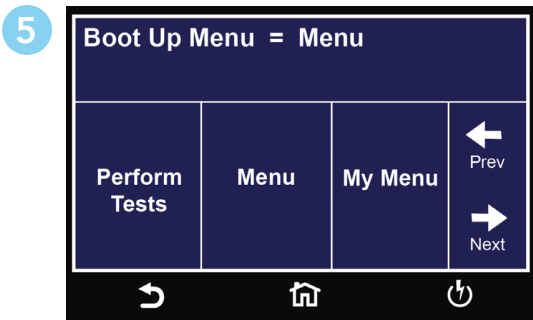 5
Boot Up Menu = Menu
Perform
Tests
Menu
My Menu
Prev
Next